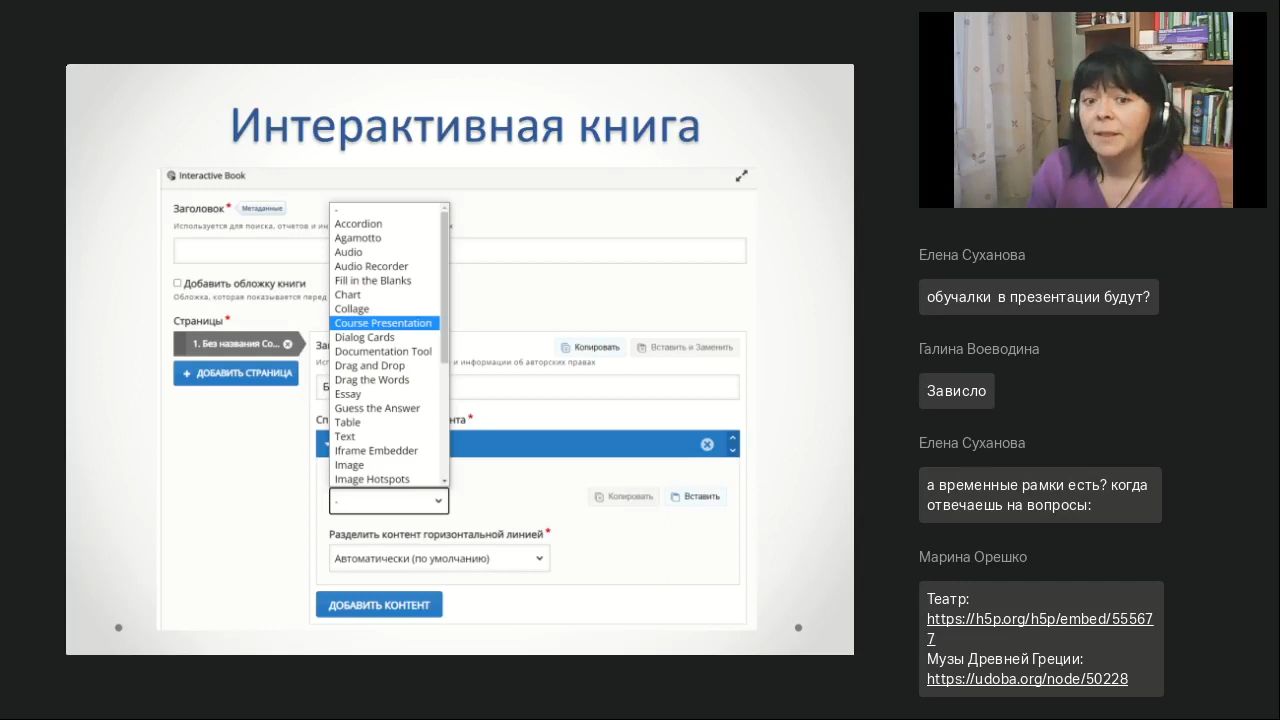 Интерактивная книга
Interactive Book
Заголовок* Метаданные
Используется для поиска, отчетов и ин
Добавить обложку книги
Обложка, которая показывается перед
Страницы*
1. Без названия Со...
+ ДОБАВИТЬ СТРАНИЦА
-
Accordion
Agamotto
Audio
Audio Recorder
Fill in the Blanks
Chart
Collage
Course Presentation
Dialog Cards
Documentation Tool
Drag and Drop
Drag the Words
Essay
Guess the Answer
Table
Text
Iframe Embedder
Image
Image Hotspots
-
Копировать Вставить и Заменить
и информации об авторских правах
нта*
Копировать Вставить
Разделить контент горизонтальной линией*
Автоматически (по умолчанию)
ДОБАВИТЬ КОНТЕНТ
Елена Суханова
обучалки в презентации будут?
Галина Воеводина
Зависло
Елена Суханова
а временные рамки есть? когда
отвечаешь на вопросы:
Марина Орешко
Театр:
https://h5p.org/h5p/embed/55567
7
Музы Древней Греции:
https://udoba.org/node/50228